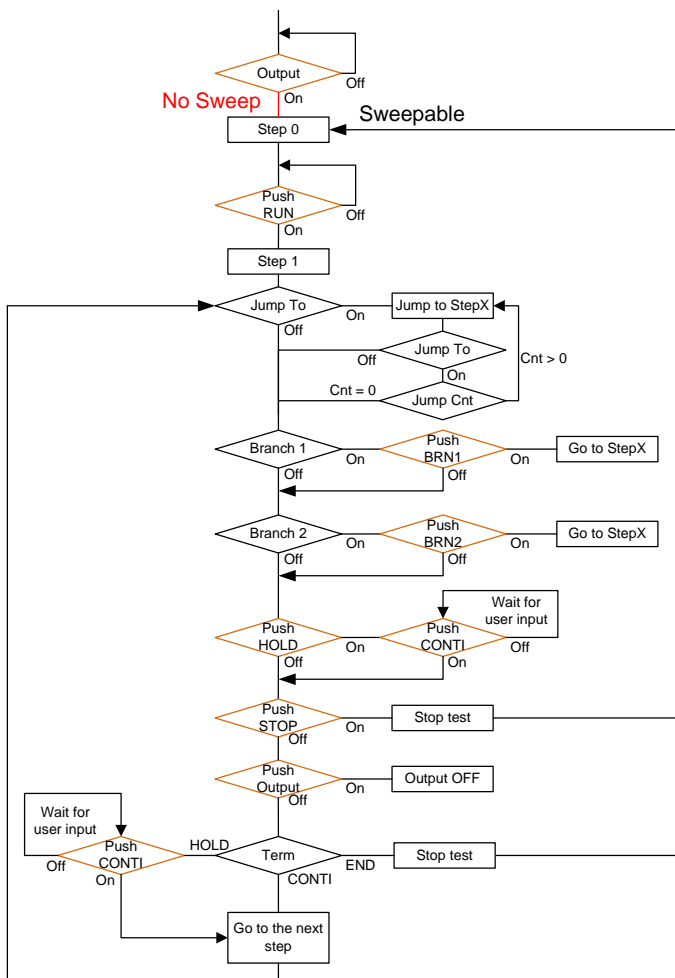 Output
Off
On
No Sweep
Sweepable
Step 0
Push
RUN
Off
On
Step 1
Jump To
On
Jump to StepX
Off
Off
Jump To
On
Cnt > 0
Cnt = 0
Jump Cnt
Branch 1
On
Push
BRN1
On
Go to StepX
Off
Off
Branch 2
On
Push
BRN2
On
Go to StepX
Off
Off
Wait for
user input
Push
HOLD
On
Push
CONTI
Off
Off
On
Push
STOP
On
Stop test
Off
Push
Output
On
Output OFF
Off
Wait for
user input
Push
CONTI
HOLD
Term
END
Stop test
Off
On
CONTI
Go to the next
step